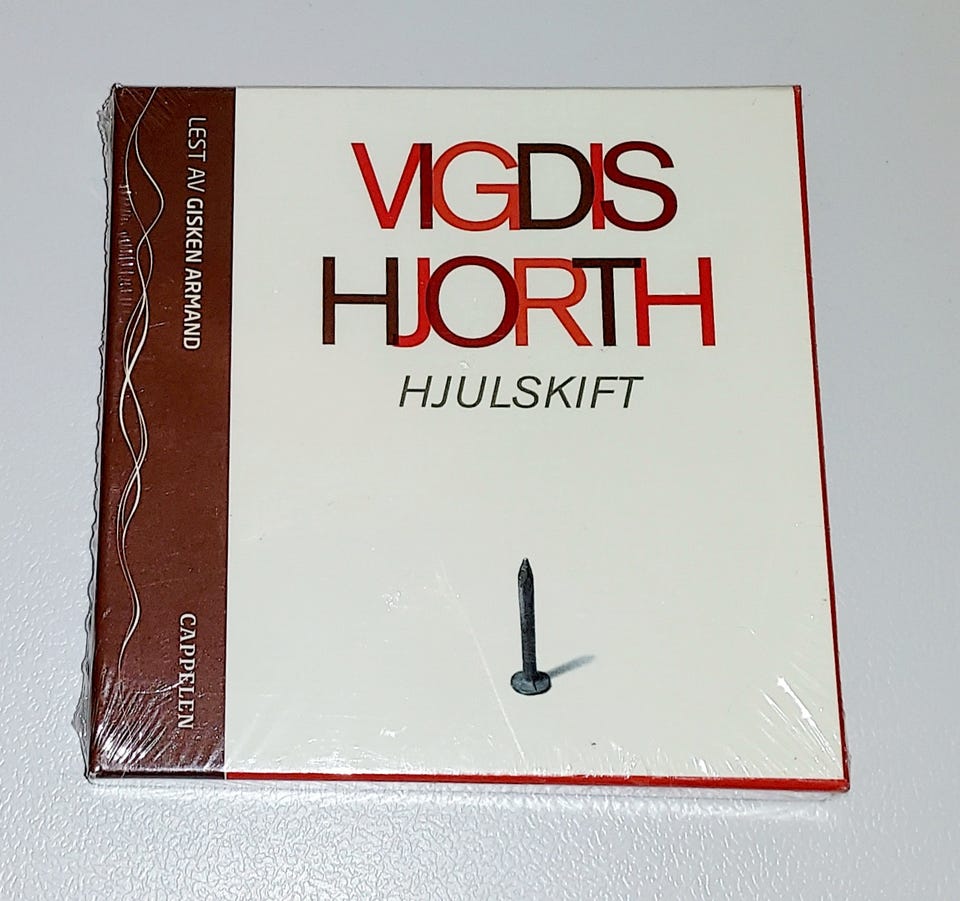 LEST AV GISKEN ARMAND
CAPPELEN
VIGDIS
HJORTH
HJULSKIFT